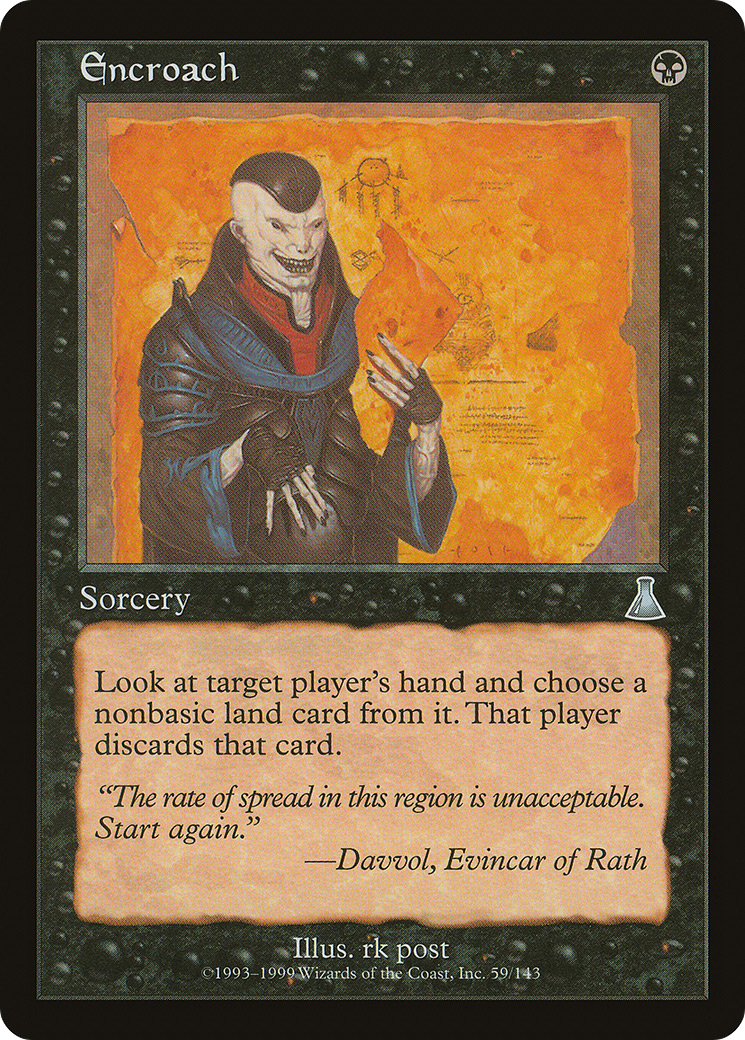 Encroach
Sorcery
Look at target player's hand and choose a
nonbasic land card from it. That player
discards that card.
“The rate of spread in this region is unacceptable.
Start again.”
—Davvol, Evincar of Rath
Illus. rk post
©1993–1999 Wizards of the Coast, Inc. 59/143